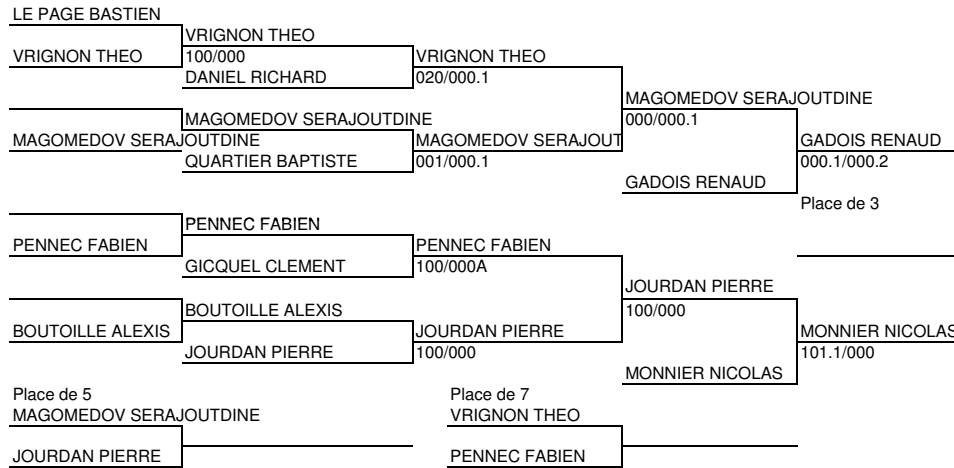 LE PAGE BASTIEN
VRIGNON THEO
VRIGNON THEO 100/000 VRIGNON THEO
DANIEL RICHARD 020/000.1
MAGOMEDOV SERAJOUTDINE
MAGOMEDOV SERAJOUTDINE 000/000.1
MAGOMEDOV SERAJOUTDINE MAGOMEDOV SERAJOUT GADOIS RENAUD
QUARTIER BAPTISTE 001/000.1 000.1/000.2
GADOIS RENAUD
Place de 3
PENNEC FABIEN
PENNEC FABIEN PENNEC FABIEN
GICQUEL CLEMENT 100/000A
JOURDAN PIERRE
BOUTOILLE ALEXIS 100/000
BOUTOILLE ALEXIS JOURDAN PIERRE MONNIER NICOLAS
JOURDAN PIERRE 100/000 101.1/000
MONNIER NICOLAS
Place de 5 Place de 7
MAGOMEDOV SERAJOUTDINE VRIGNON THEO
JOURDAN PIERRE PENNEC FABIEN